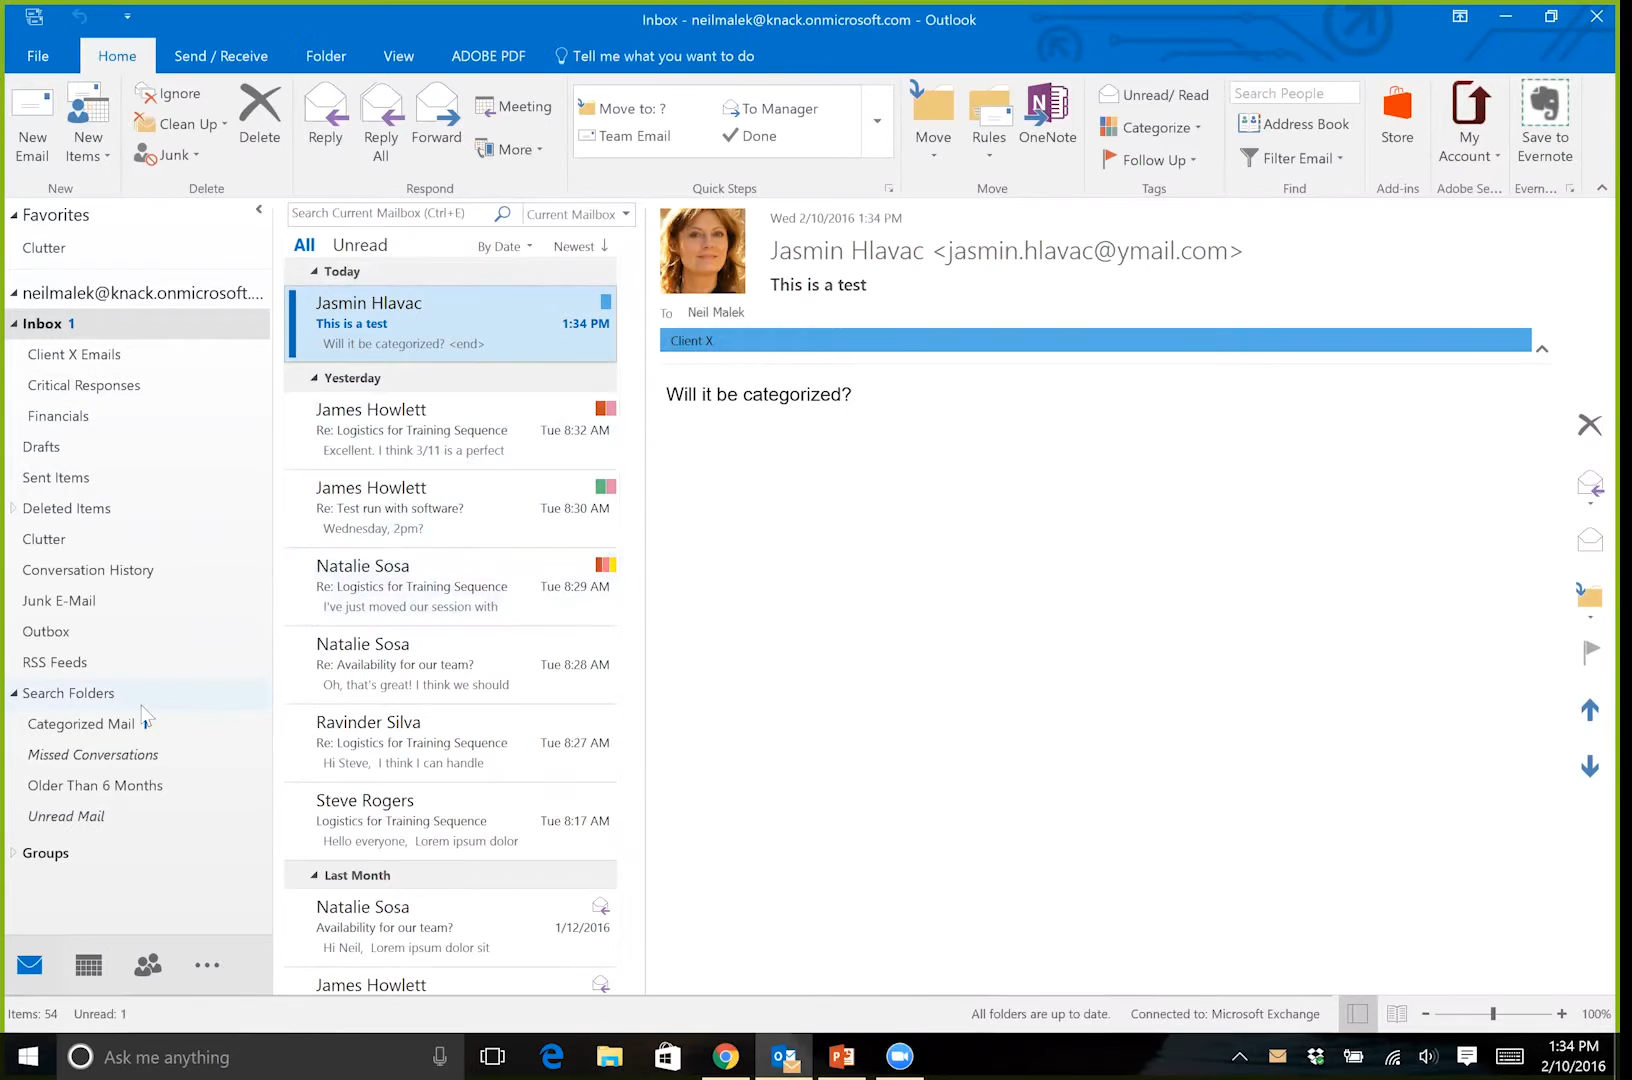 Inbox - neilmalek@knack.onmicrosoft.com - Outlook
File Home Send / Receive Folder View ADOBE PDF Tell me what you want to do
New Email
New Items
Ignore
Clean Up
Junk
Delete
Reply
Reply All
Forward
Meeting
More
Move to: ?
To Manager
Team Email
Done
Move
Rules
OneNote
Unread/ Read
Categorize
Follow Up
Search People
Address Book
Filter Email
Store
My Account
Save to Evernote
New Delete Respond Quick Steps Move Tags Find Add-ins Adobe Se... Evern...
Favorites
Clutter
neilmalek@knack.onmicrosoft....
Inbox 1
Client X Emails
Critical Responses
Financials
Drafts
Sent Items
Deleted Items
Clutter
Conversation History
Junk E-Mail
Outbox
RSS Feeds
Search Folders
Categorized Mail 1
Missed Conversations
Older Than 6 Months
Unread Mail
Groups
Search Current Mailbox (Ctrl+E) Current Mailbox
All Unread By Date Newest
Today
Jasmin Hlavac
This is a test 1:34 PM
Will it be categorized? <end>
Yesterday
James Howlett
Re: Logistics for Training Sequence Tue 8:32 AM
Excellent. I think 3/11 is a perfect
James Howlett
Re: Test run with software? Tue 8:30 AM
Wednesday, 2pm?
Natalie Sosa
Re: Logistics for Training Sequence Tue 8:29 AM
I've just moved our session with
Natalie Sosa
Re: Availability for our team? Tue 8:28 AM
Oh, that's great! I think we should
Ravinder Silva
Re: Logistics for Training Sequence Tue 8:27 AM
Hi Steve, I think I can handle
Steve Rogers
Logistics for Training Sequence Tue 8:17 AM
Hello everyone, Lorem ipsum dolor
Last Month
Natalie Sosa
Availability for our team? 1/12/2016
Hi Neil, Lorem ipsum dolor sit
James Howlett
Wed 2/10/2016 1:34 PM
Jasmin Hlavac <jasmin.hlavac@ymail.com>
This is a test
To Neil Malek
Client X
Will it be categorized?
Items: 54 Unread: 1 All folders are up to date. Connected to: Microsoft Exchange 100%
Ask me anything
1:34 PM
2/10/2016